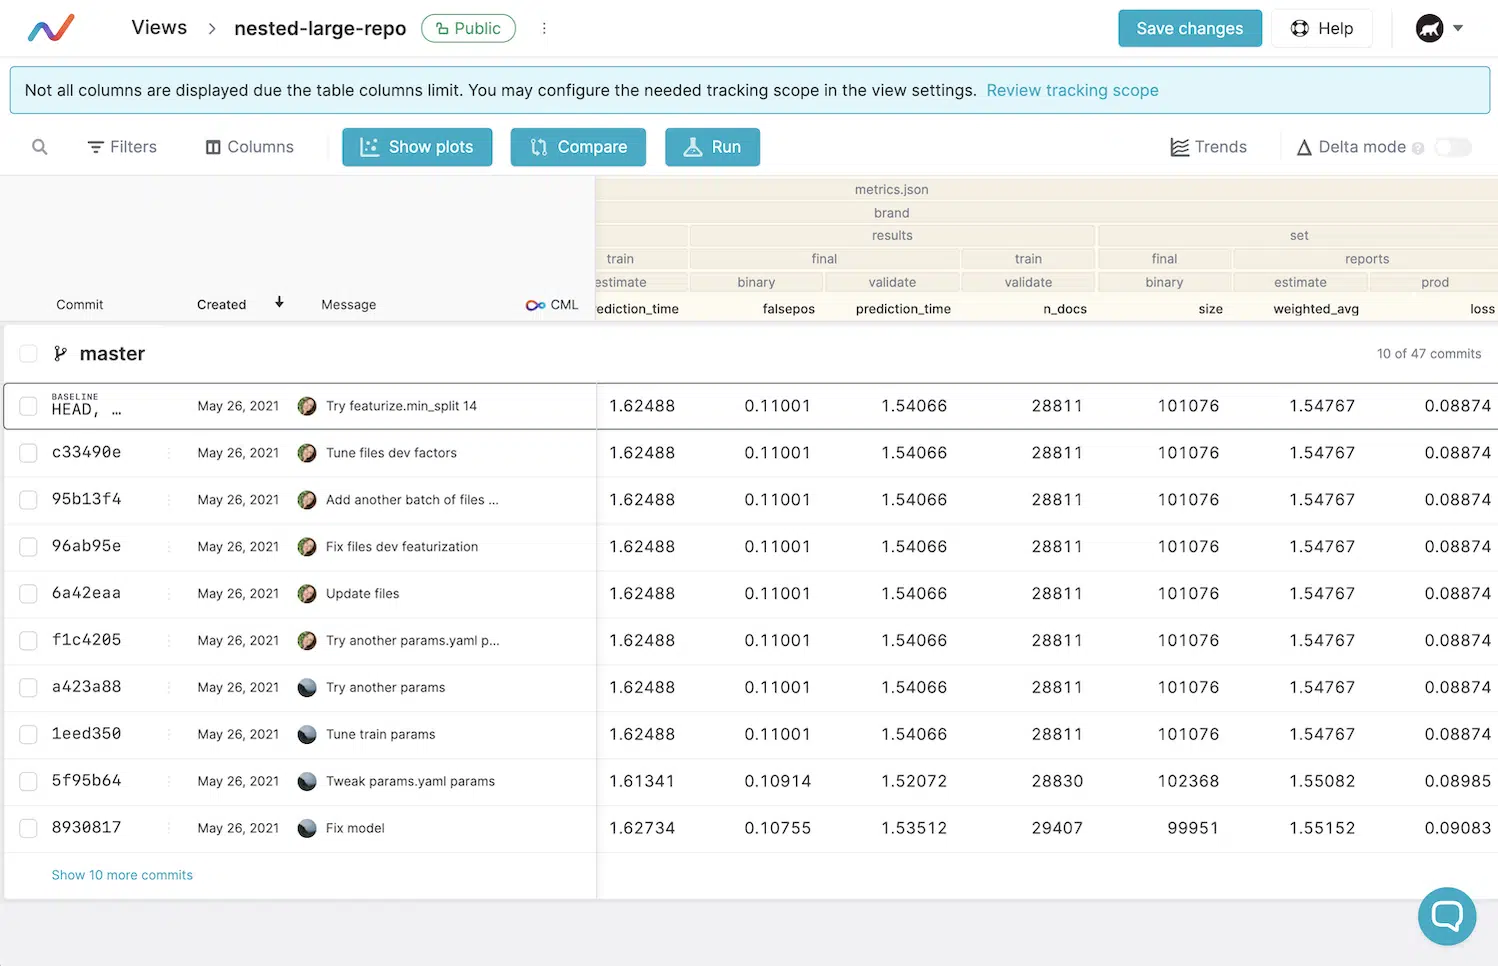 Views > nested-large-repo Public
Save changes Help
Not all columns are displayed due the table columns limit. You may configure the needed tracking scope in the view settings. Review tracking scope
Filters Columns Show plots Compare Run Trends Delta mode
metrics.json
brand
results set
train final train final reports
estimate binary validate validate binary estimate prod
Commit Created Message CML ediction_time falsepos prediction_time n_docs size weighted_avg loss
master 10 of 47 commits
BASELINE
HEAD, … May 26, 2021 Try featurize.min_split 14 1.62488 0.11001 1.54066 28811 101076 1.54767 0.08874
c33490e May 26, 2021 Tune files dev factors 1.62488 0.11001 1.54066 28811 101076 1.54767 0.08874
95b13f4 May 26, 2021 Add another batch of files ... 1.62488 0.11001 1.54066 28811 101076 1.54767 0.08874
96ab95e May 26, 2021 Fix files dev featurization 1.62488 0.11001 1.54066 28811 101076 1.54767 0.08874
6a42eaa May 26, 2021 Update files 1.62488 0.11001 1.54066 28811 101076 1.54767 0.08874
f1c4205 May 26, 2021 Try another params.yaml p... 1.62488 0.11001 1.54066 28811 101076 1.54767 0.08874
a423a88 May 26, 2021 Try another params 1.62488 0.11001 1.54066 28811 101076 1.54767 0.08874
1eed350 May 26, 2021 Tune train params 1.62488 0.11001 1.54066 28811 101076 1.54767 0.08874
5f95b64 May 26, 2021 Tweak params.yaml params 1.61341 0.10914 1.52072 28830 102368 1.55082 0.08985
8930817 May 26, 2021 Fix model 1.62734 0.10755 1.53512 29407 99951 1.55152 0.09083
Show 10 more commits